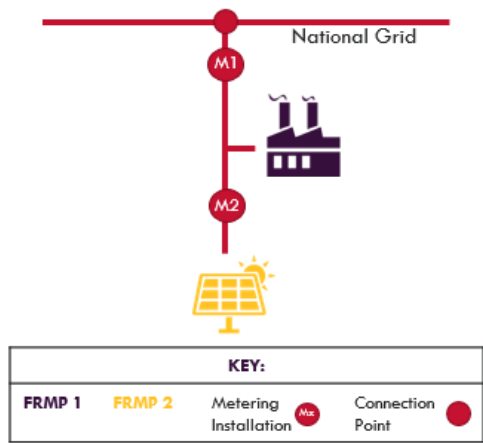 National Grid
M1
M2
KEY:
FRMP 1 FRMP 2 Metering Installation Mx Connection Point